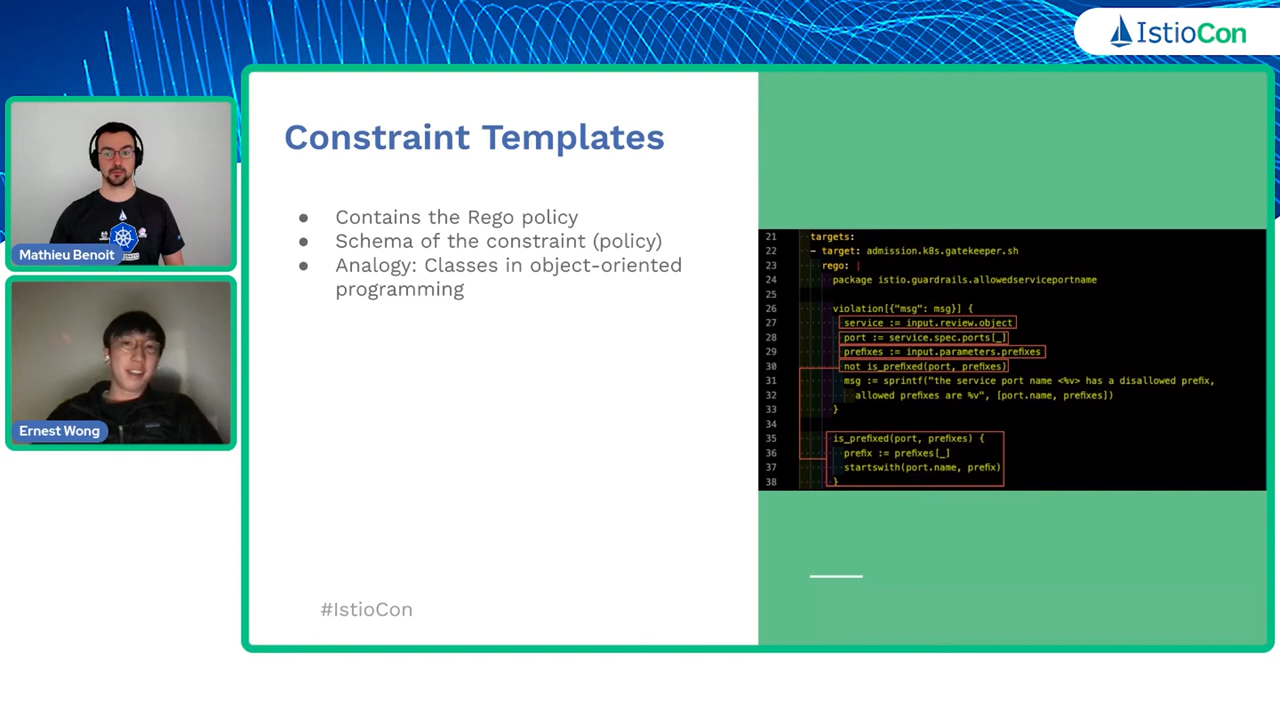 IstioCon
Mathieu Benoit
Ernest Wong
Constraint Templates
● Contains the Rego policy
● Schema of the constraint (policy)
● Analogy: Classes in object-oriented
programming
#IstioCon
21 targets:
22 - target: admission.k8s.gatekeeper.sh
23 rego: |
24 package istio.guardrails.allowedserviceportname
25
26 violation[{"msg": msg}] {
27 service := input.review.object
28 port := service.spec.ports[_]
29 prefixes := input.parameters.prefixes
30 not is_prefixed(port, prefixes)
31 msg := sprintf("the service port name <%v> has a disallowed prefix,
32 allowed prefixes are %v", [port.name, prefixes])
33 }
34
35 is_prefixed(port, prefixes) {
36 prefix := prefixes[_]
37 startswith(port.name, prefix)
38 }